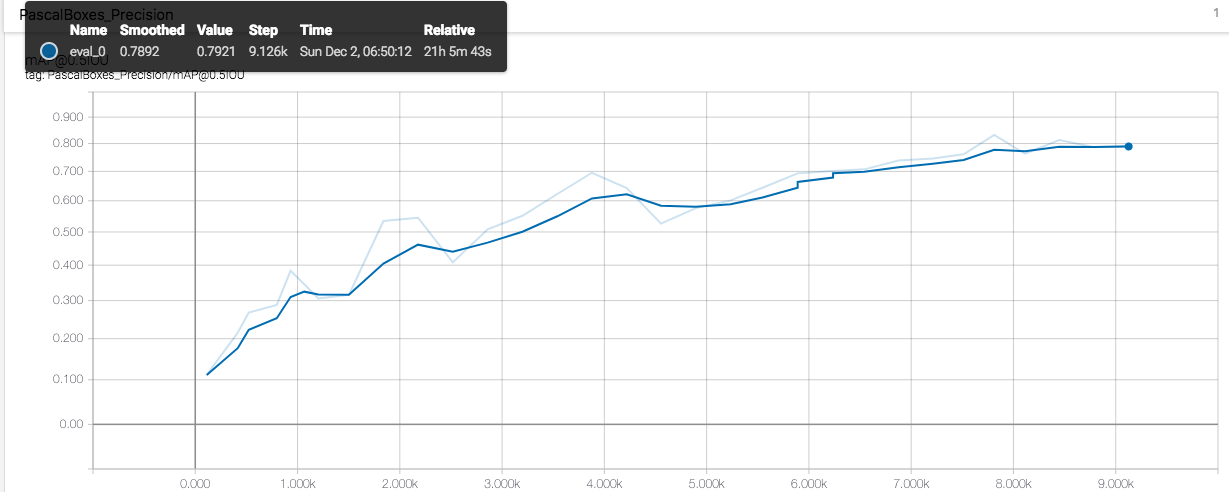 PascalBoxes_Precision
1
Name Smoothed Value Step Time Relative
eval_0 0.7892 0.7921 9.126k Sun Dec 2, 06:50:12 21h 5m 43s
mAP@0.5IOU
tag: PascalBoxes_Precision/mAP@0.5IOU
0.900
0.800
0.700
0.600
0.500
0.400
0.300
0.200
0.100
0.00
0.000 1.000k 2.000k 3.000k 4.000k 5.000k 6.000k 7.000k 8.000k 9.000k